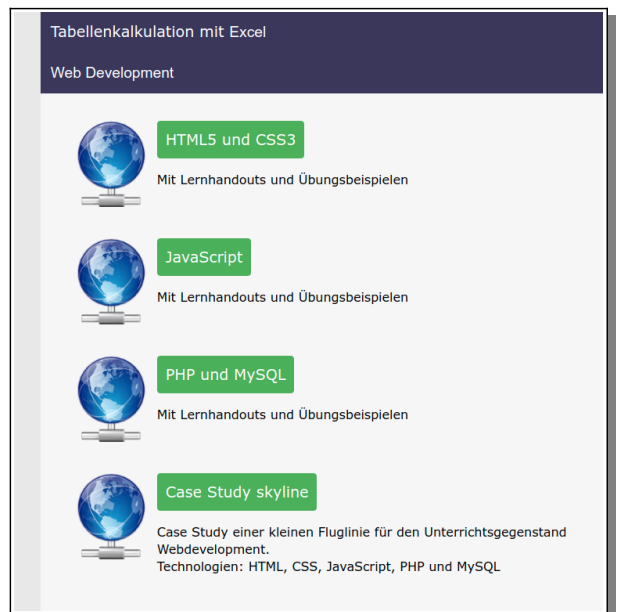 Tabellenkalkulation mit Excel
Web Development
HTML5 und CSS3
Mit Lernhandouts und Übungsbeispielen
JavaScript
Mit Lernhandouts und Übungsbeispielen
PHP und MySQL
Mit Lernhandouts und Übungsbeispielen
Case Study skyline
Case Study einer kleinen Fluglinie für den Unterrichtsgegenstand
Webdevelopment.
Technologien: HTML, CSS, JavaScript, PHP und MySQL